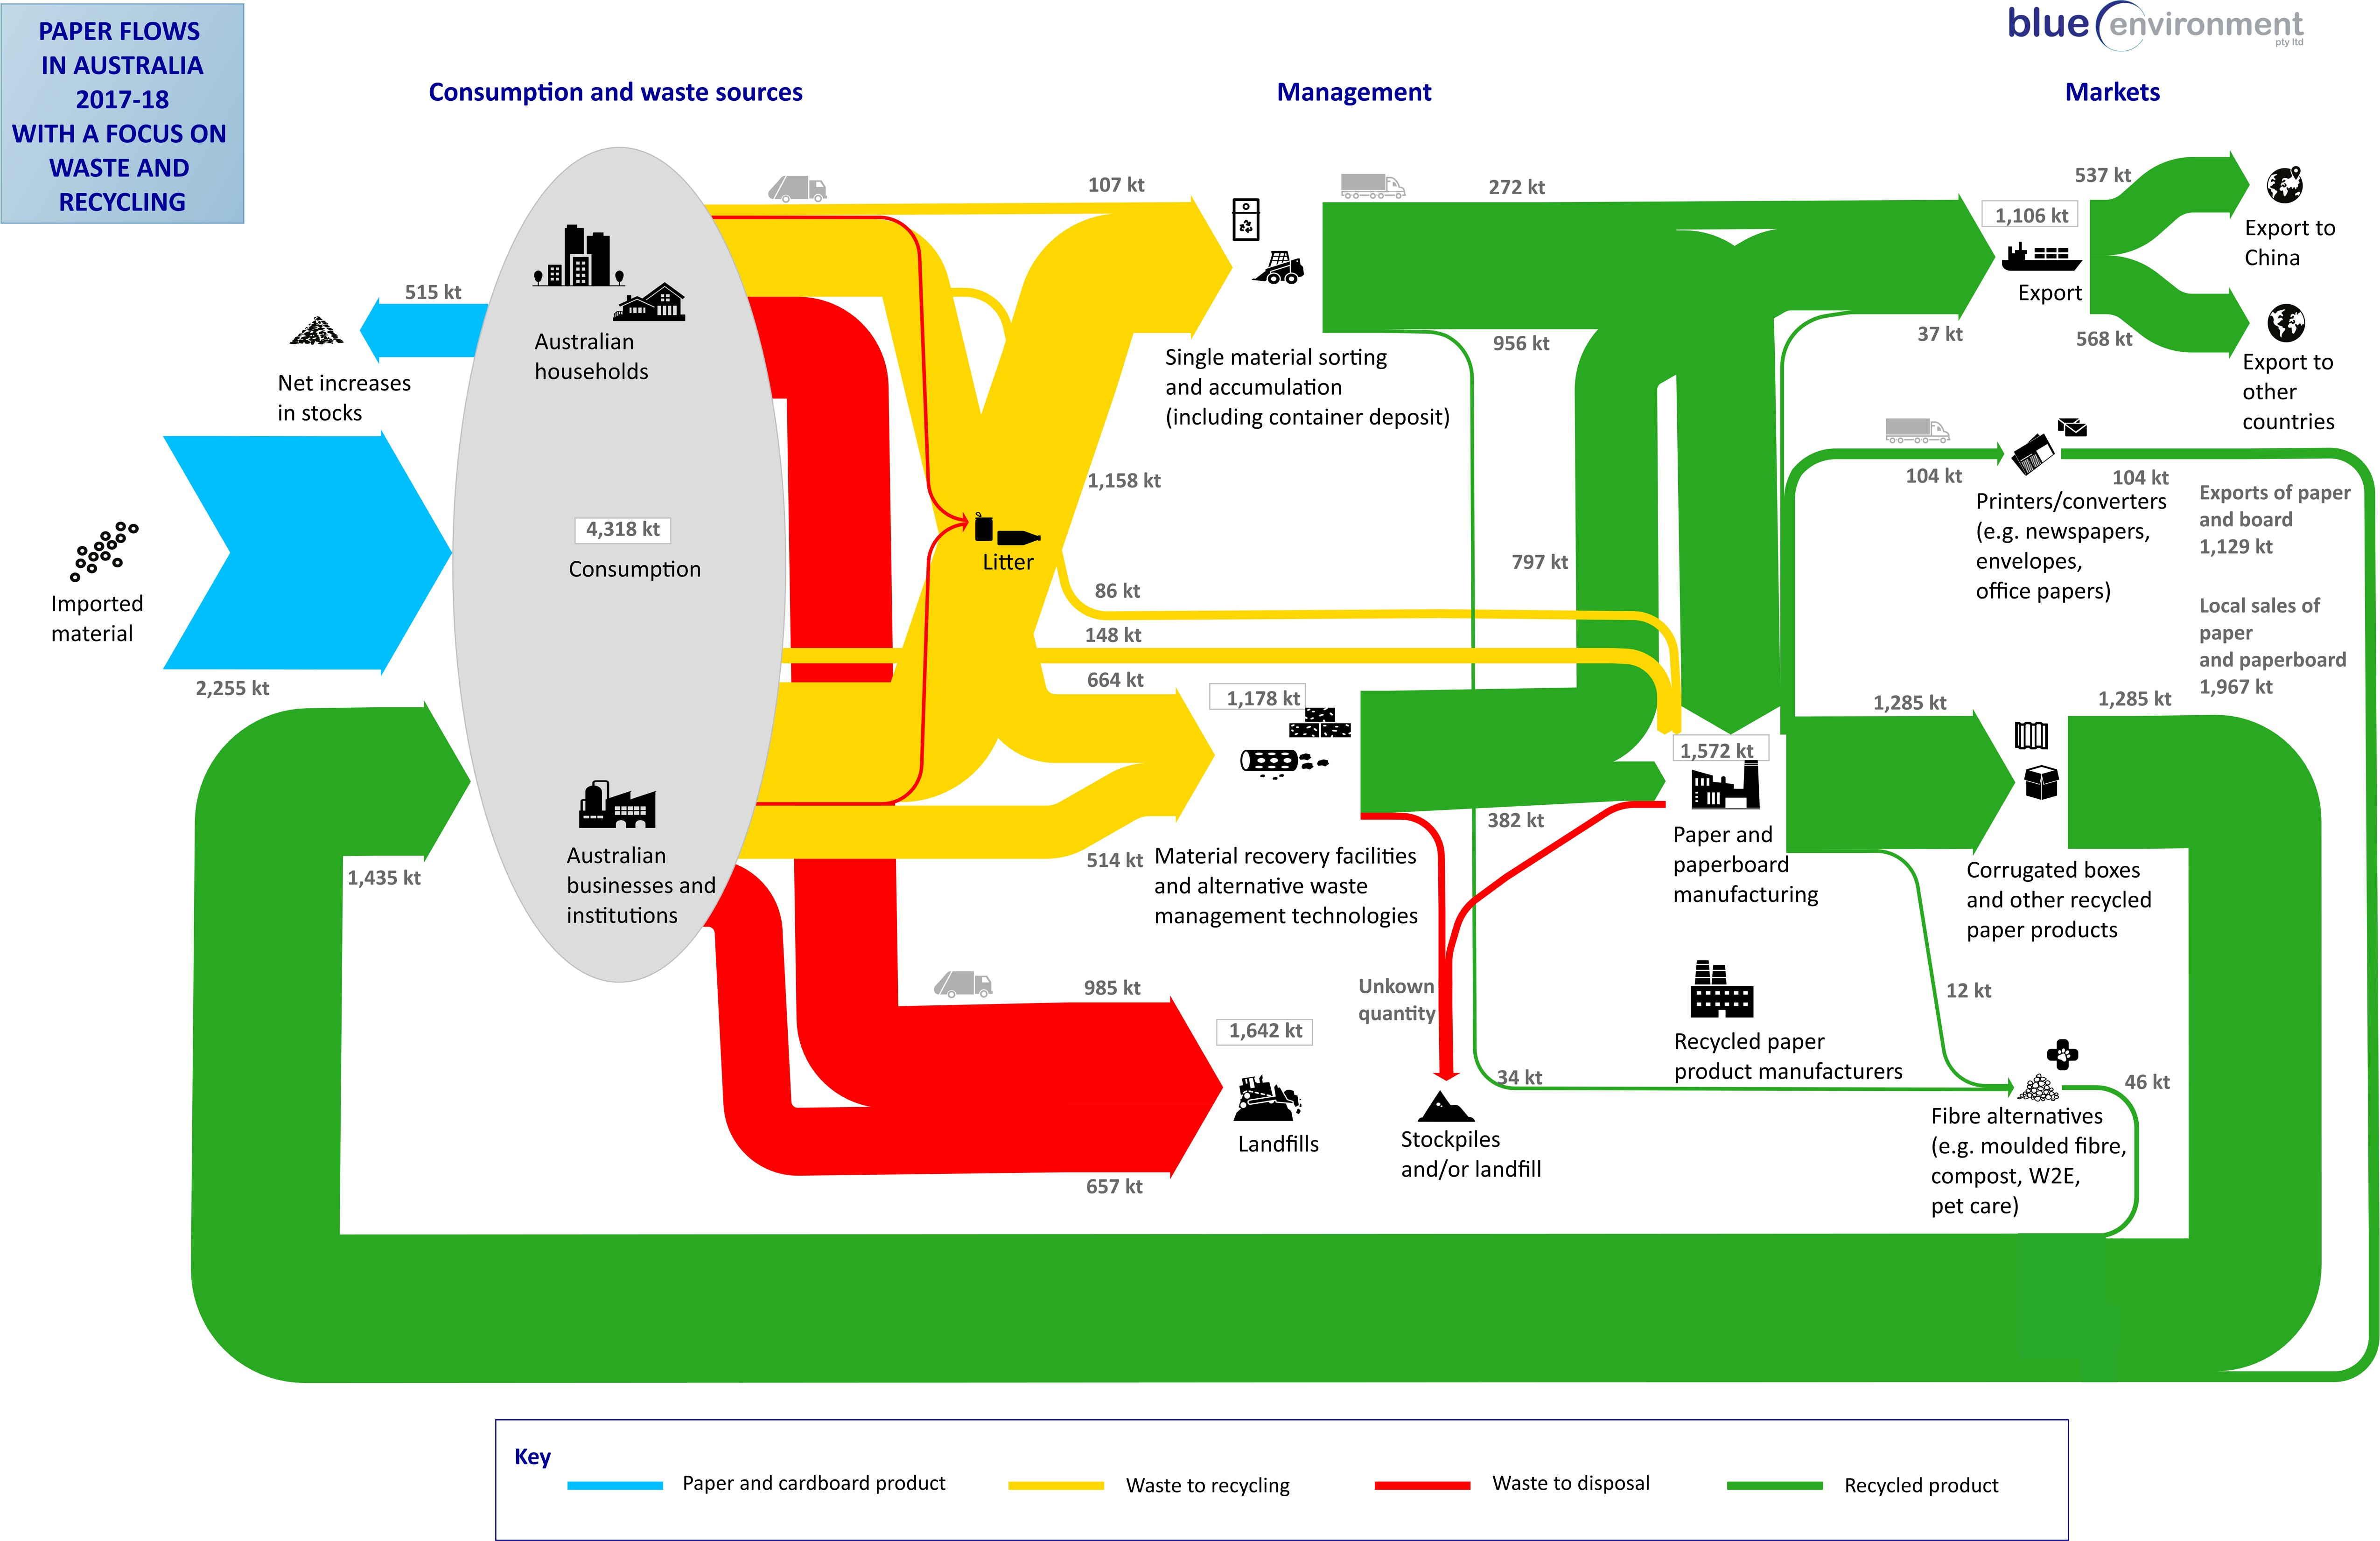 PAPER FLOWS
IN AUSTRALIA
2017-18
WITH A FOCUS ON
WASTE AND
RECYCLING
blue environment
pty ltd
Consumption and waste sources
Management
Markets
107 kt
272 kt
537 kt
1,106 kt
Export to
China
Export
515 kt
Net increases
in stocks
Australian
households
Single material sorting
and accumulation
(including container deposit)
956 kt
37 kt
568 kt
Export to
other
countries
1,158 kt
104 kt
104 kt
Printers/converters
(e.g. newspapers,
envelopes,
office papers)
Exports of paper
and board
1,129 kt
Local sales of
paper
and paperboard
1,967 kt
4,318 kt
Consumption
Litter
797 kt
Imported
material
2,255 kt
86 kt
148 kt
664 kt
1,178 kt
1,572 kt
1,285 kt
1,285 kt
382 kt
Paper and
paperboard
manufacturing
514 kt
Material recovery facilities
and alternative waste
management technologies
1,435 kt
Australian
businesses and
institutions
Corrugated boxes
and other recycled
paper products
985 kt
Unkown
quantity
12 kt
1,642 kt
Landfills
Recycled paper
product manufacturers
34 kt
46 kt
Stockpiles
and/or landfill
Fibre alternatives
(e.g. moulded fibre,
compost, W2E,
pet care)
657 kt
Key
Paper and cardboard product
Waste to recycling
Waste to disposal
Recycled product